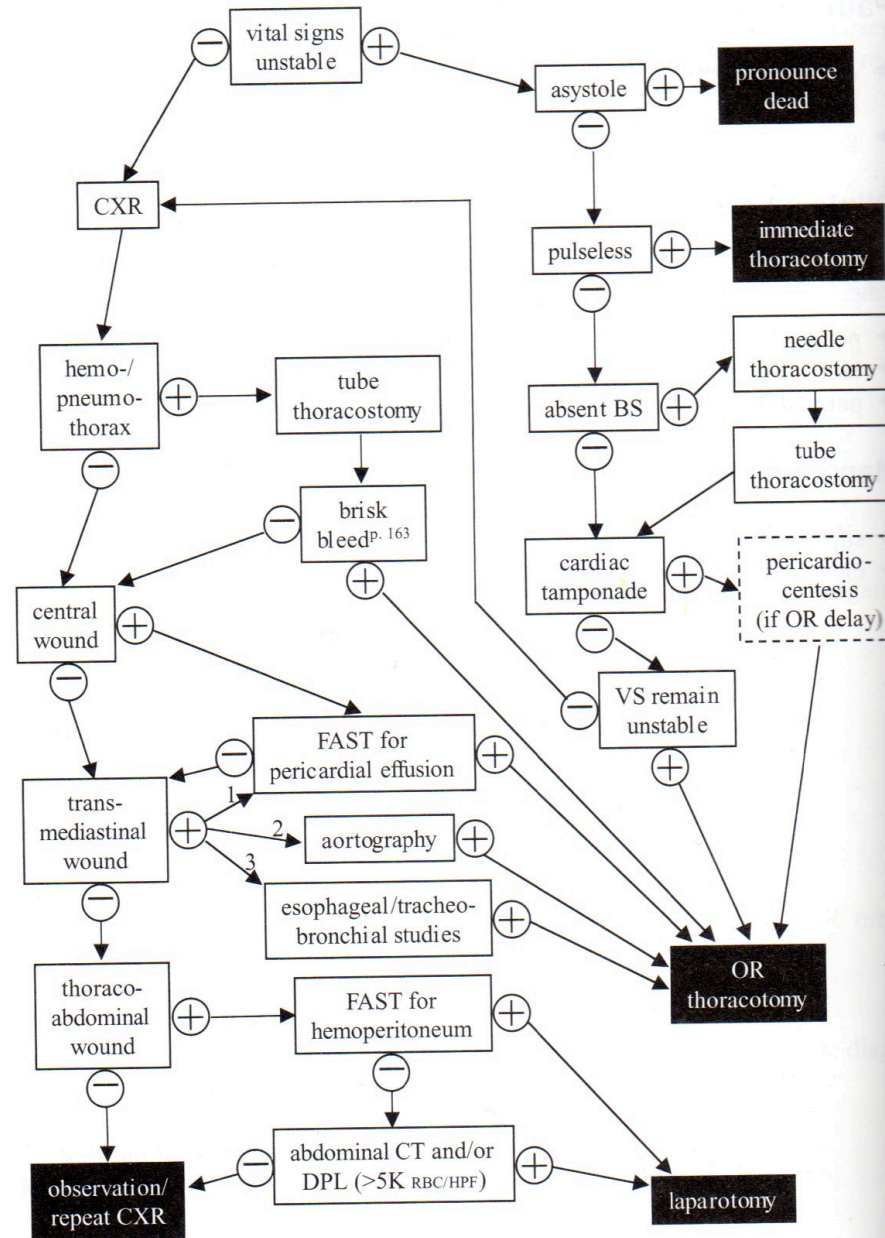 vital signs
unstable
−
+
asystole
+
pronounce
dead
−
CXR
pulseless
+
immediate
thoracotomy
−
hemo-/
pneumo-
thorax
+
tube
thoracostomy
absent BS
+
needle
thoracostomy
−
tube
thoracostomy
−
brisk
bleed p. 163
−
+
cardiac
tamponade
+
pericardio-
centesis
(if OR delay)
−
central
wound
+
−
VS remain
unstable
−
+
FAST for
pericardial effusion
−
+
trans-
mediastinal
wound
+
1
2
3
aortography
+
esophageal/tracheo-
bronchial studies
+
−
OR
thoracotomy
thoraco-
abdominal
wound
+
FAST for
hemoperitoneum
+
−
−
abdominal CT and/or
DPL (>5K RBC/HPF)
−
+
observation/
repeat CXR
laparotomy